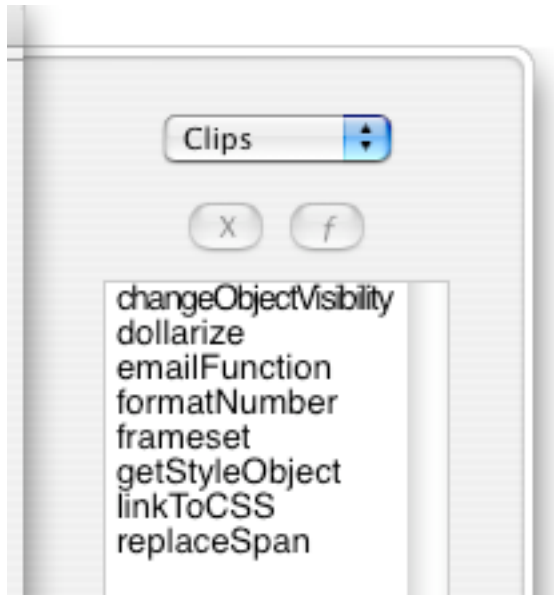 Clips
X f
changeObjectVisibility
dollarize
emailFunction
formatNumber
frameset
getStyleObject
linkToCSS
replaceSpan